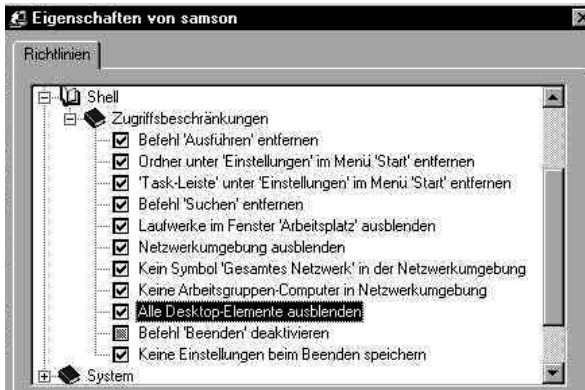 Eigenschaften von samson
Richtlinien
Shell
Zugriffsbeschränkungen
Befehl 'Ausführen' entfernen
Ordner unter 'Einstellungen' im Menü 'Start' entfernen
'Task-Leiste' unter 'Einstellungen' im Menü 'Start' entfernen
Befehl 'Suchen' entfernen
Laufwerke im Fenster 'Arbeitsplatz' ausblenden
Netzwerkumgebung ausblenden
Kein Symbol 'Gesamtes Netzwerk' in der Netzwerkumgebung
Keine Arbeitsgruppen-Computer in Netzwerkumgebung
Alle Desktop-Elemente ausblenden
Befehl 'Beenden' deaktivieren
Keine Einstellungen beim Beenden speichern
System